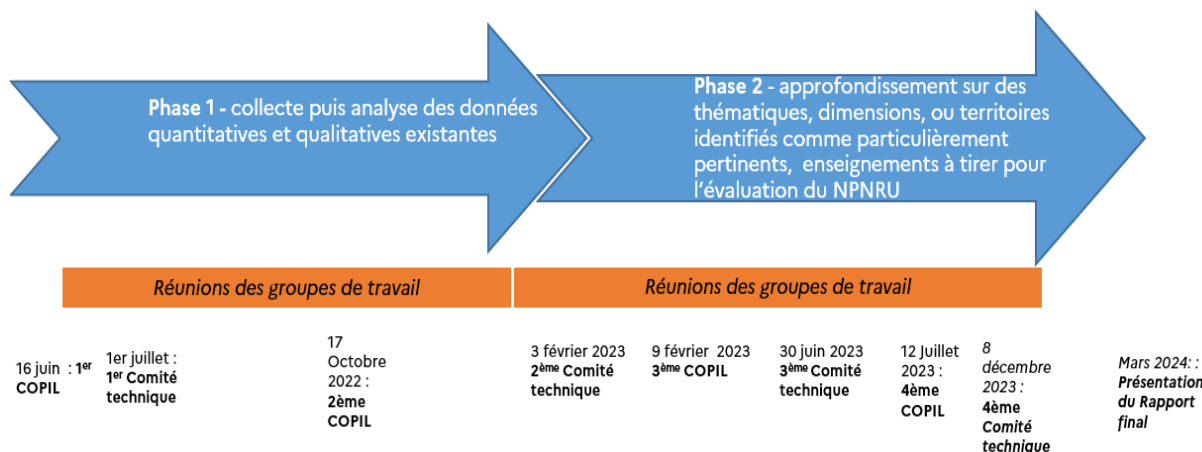 Phase 1 - collecte puis analyse des données
quantitatives et qualitatives existantes
Phase 2 - approfondissement sur des
thématiques, dimensions, ou territoires
identifiés comme particulièrement
pertinents, enseignements à tirer pour
l'évaluation du NPNRU
Réunions des groupes de travail
Réunions des groupes de travail
16 juin : 1er
COPIL
1er juillet :
1er Comité
technique
17
Octobre
2022 :
2ème
COPIL
3 février 2023
2ème Comité
technique
9 février 2023
3ème COPIL
30 juin 2023
3ème Comité
technique
12 Juillet
2023 :
4ème
COPIL
8
décembre
2023 :
4ème
Comité
technique
Mars 2024: :
Présentation
du Rapport
final